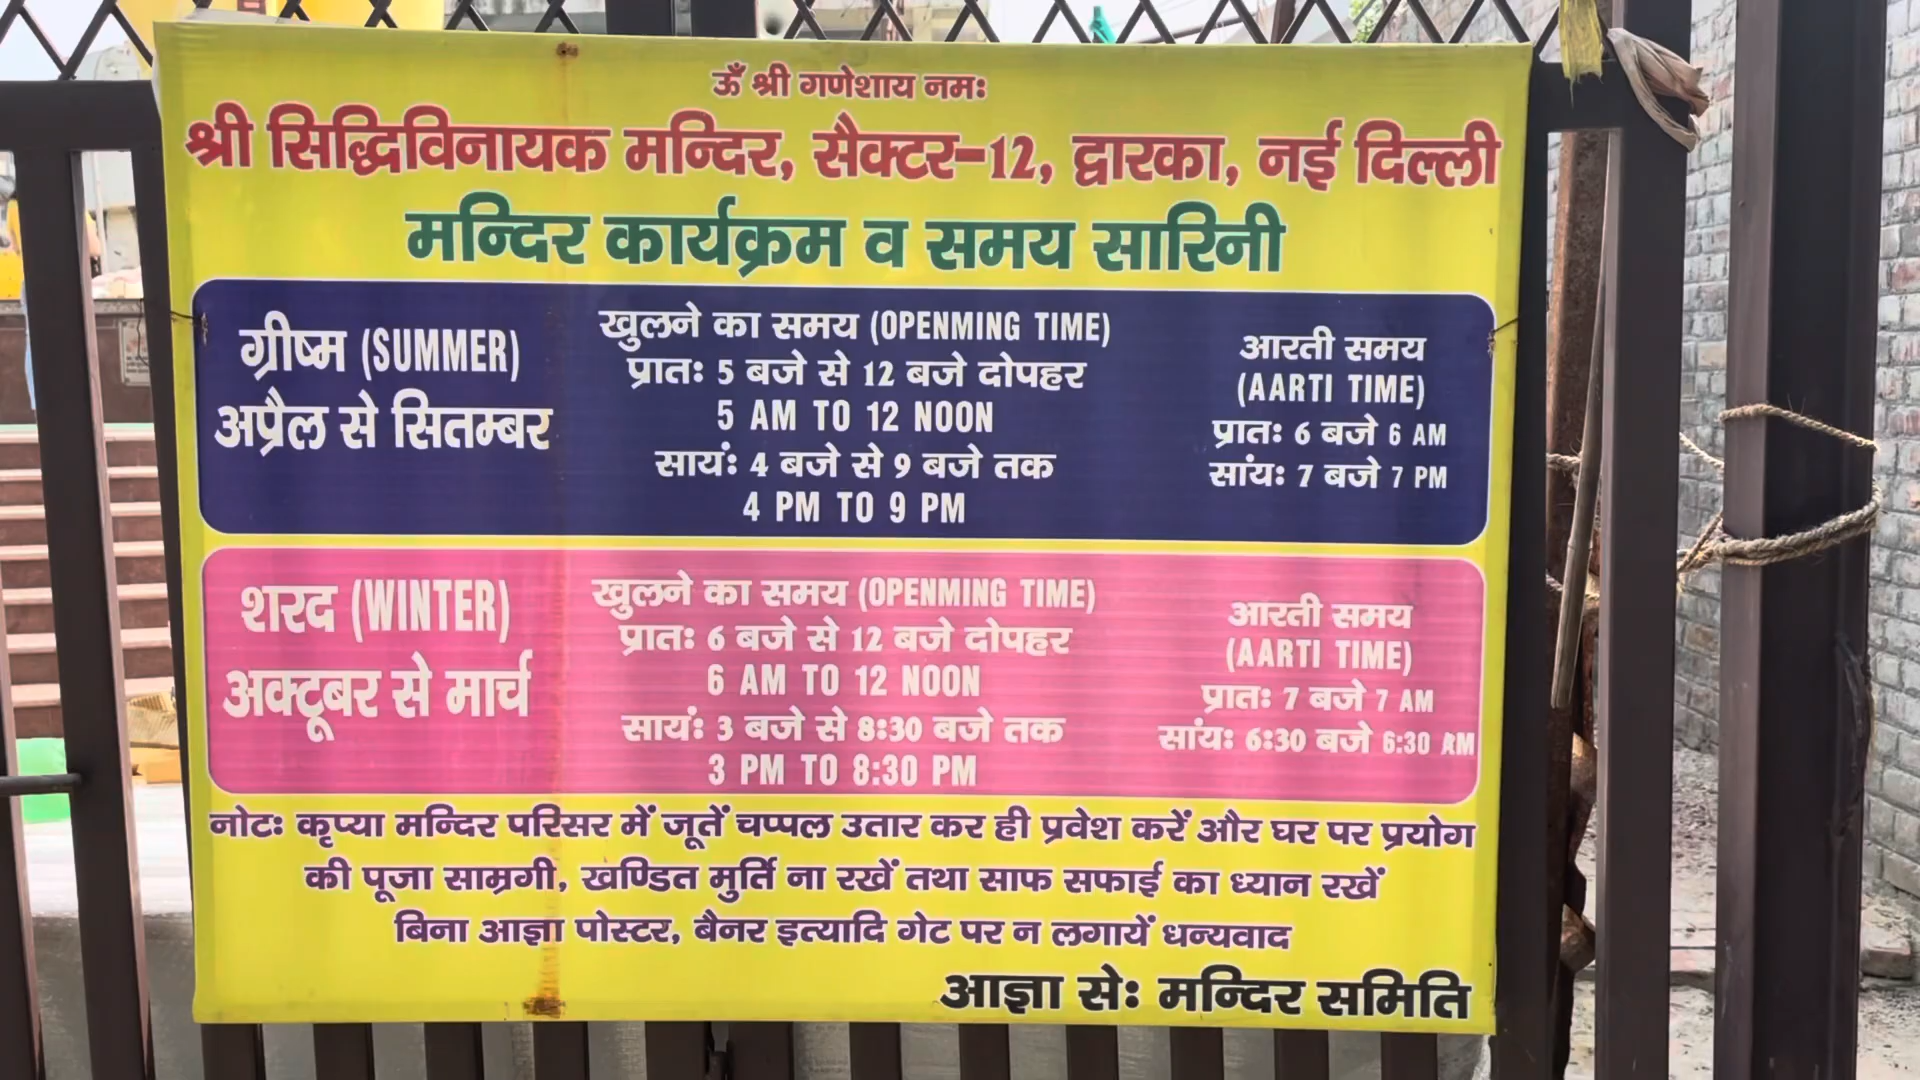 ॐ श्री गणेशाय नमः
श्री सिद्धिविनायक मन्दिर, सैक्टर-12, द्वारका, नई दिल्ली
मन्दिर कार्यक्रम व समय सारिनी
ग्रीष्म (SUMMER)
अप्रैल से सितम्बर
खुलने का समय (OPENMING TIME)
प्रातः 5 बजे से 12 बजे दोपहर
5 AM TO 12 NOON
सायंः 4 बजे से 9 बजे तक
4 PM TO 9 PM
आरती समय
(AARTI TIME)
प्रातः 6 बजे 6 AM
सांयः 7 बजे 7 PM
शरद (WINTER)
अक्टूबर से मार्च
खुलने का समय (OPENMING TIME)
प्रातः 6 बजे से 12 बजे दोपहर
6 AM TO 12 NOON
सायंः 3 बजे से 8:30 बजे तक
3 PM TO 8:30 PM
आरती समय
(AARTI TIME)
प्रातः 7 बजे 7 AM
सांयः 6:30 बजे 6:30 AM
नोटः कृप्या मन्दिर परिसर में जूतें चप्पल उतार कर ही प्रवेश करें और घर पर प्रयोग
की पूजा साम्रगी, खण्डित मुर्ति ना रखें तथा साफ सफाई का ध्यान रखें
बिना आज्ञा पोस्टर, बैनर इत्यादि गेट पर न लगायें धन्यवाद
आज्ञा सेः मन्दिर समिति